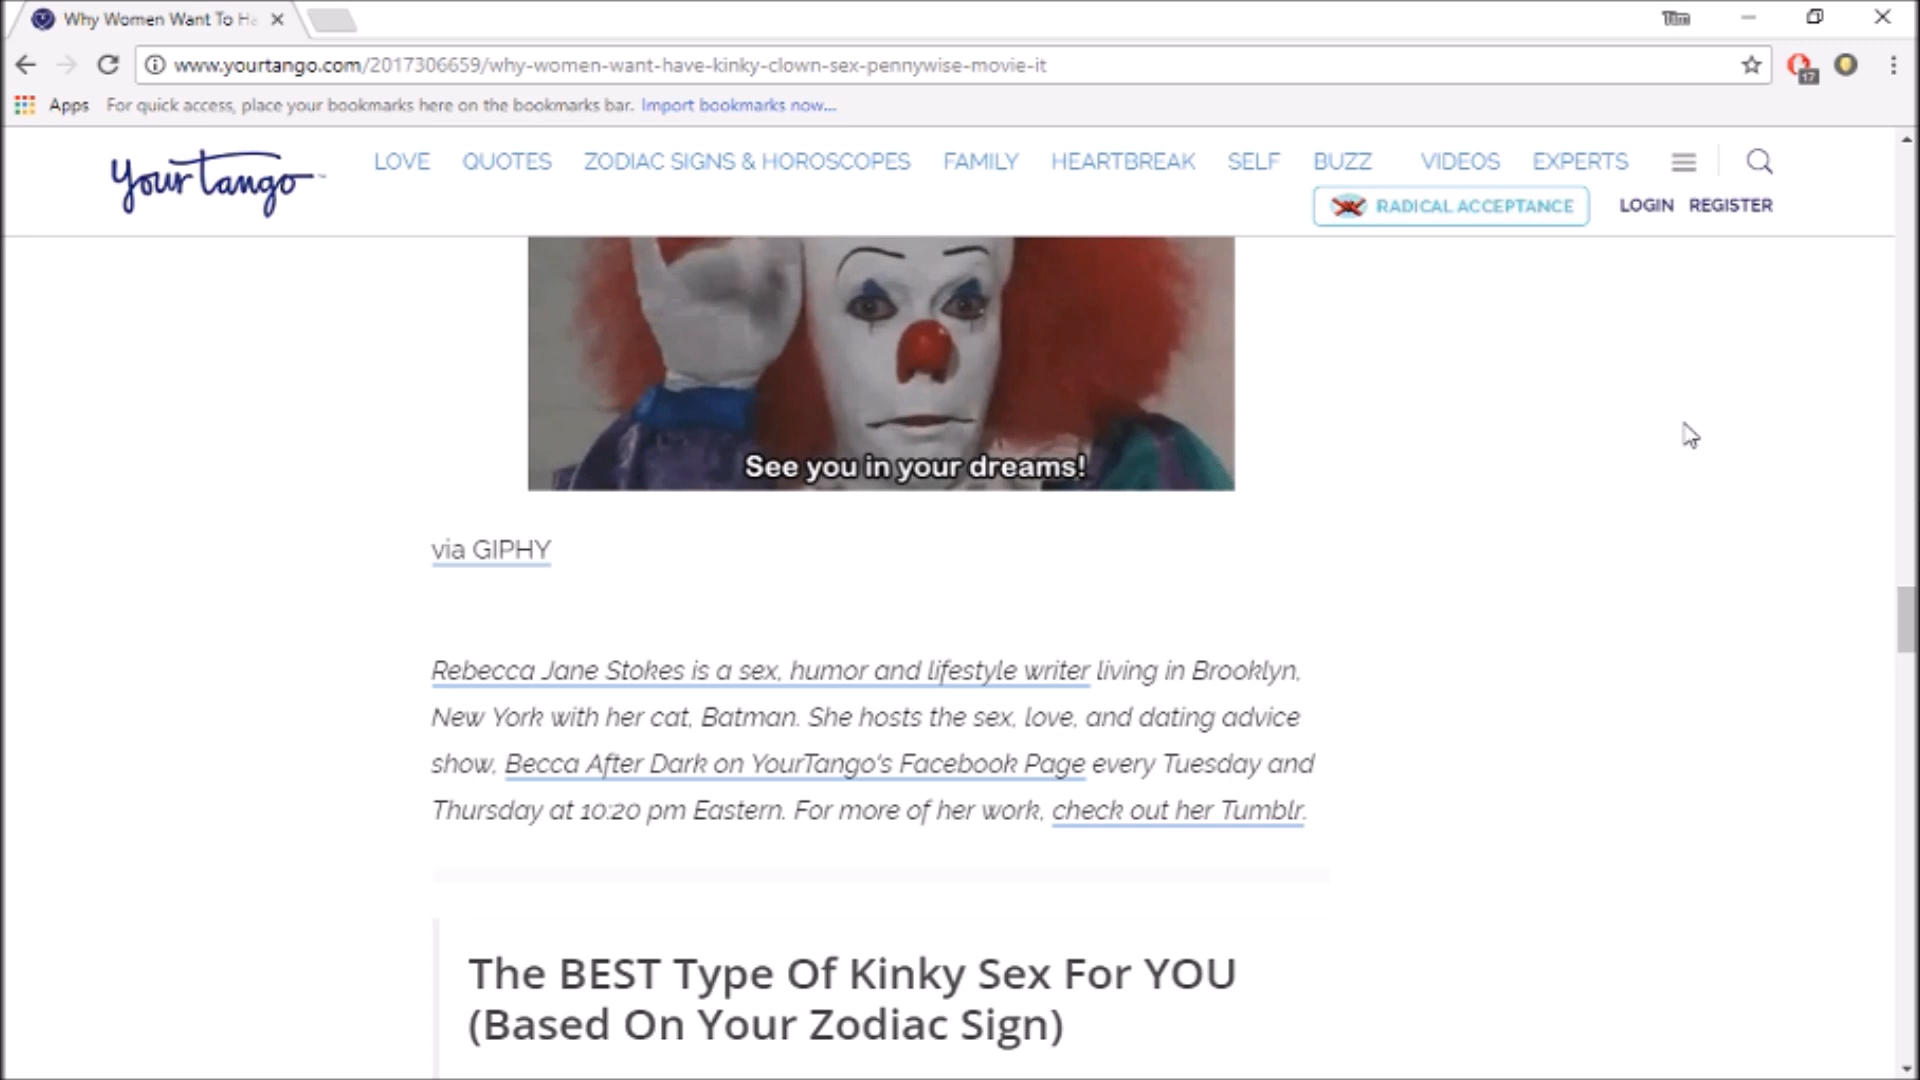 Why Women Want To Ha
Tim
www.yourtango.com/2017306659/why-women-want-have-kinky-clown-sex-pennywise-movie-it
17
Apps For quick access, place your bookmarks here on the bookmarks bar. Import bookmarks now...
YourTango
LOVE QUOTES ZODIAC SIGNS & HOROSCOPES FAMILY HEARTBREAK SELF BUZZ VIDEOS EXPERTS
RADICAL ACCEPTANCE LOGIN REGISTER
See you in your dreams!
via GIPHY
Rebecca Jane Stokes is a sex, humor and lifestyle writer living in Brooklyn,
New York with her cat, Batman. She hosts the sex, love, and dating advice
show, Becca After Dark on YourTango's Facebook Page every Tuesday and
Thursday at 10:20 pm Eastern. For more of her work, check out her Tumblr.
The BEST Type Of Kinky Sex For YOU
(Based On Your Zodiac Sign)